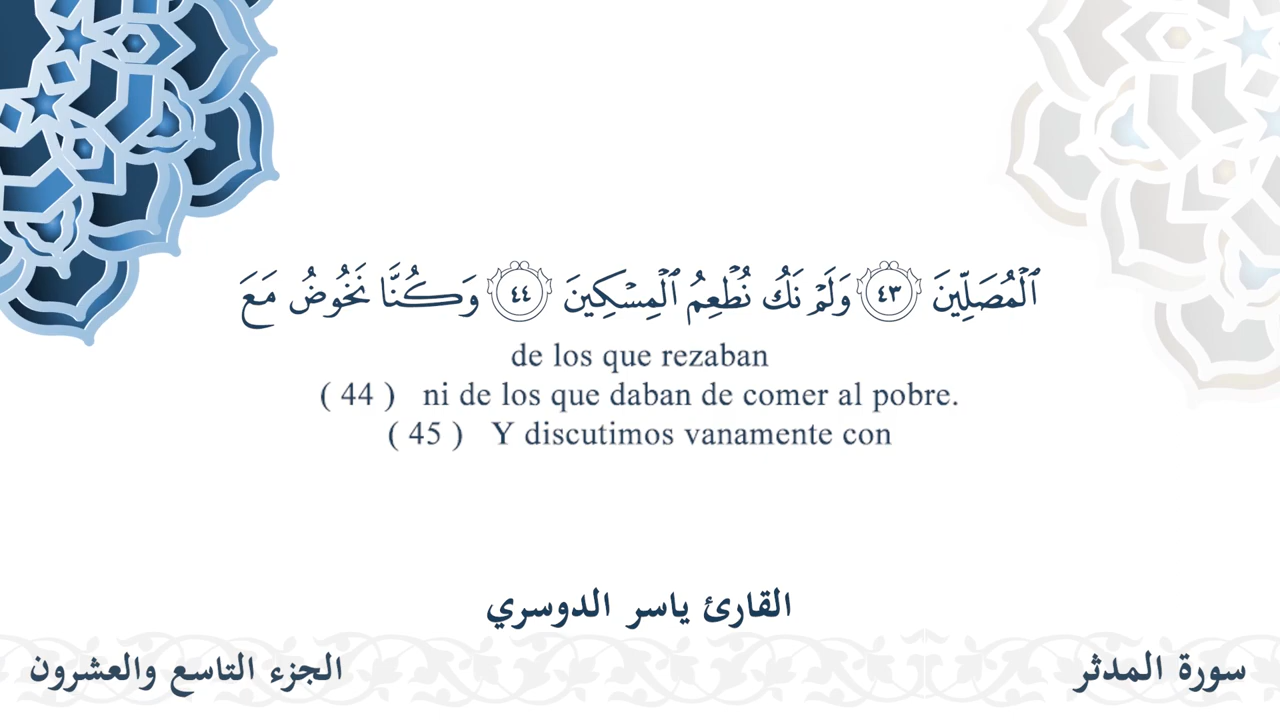 ٱلۡمُصَلِّينَ ٤٣ وَلَمۡ نَكُ نُطۡعِمُ ٱلۡمِسۡكِينَ ٤٤ وَكُنَّا نَخُوضُ مَعَ
de los que rezaban
( 44 ) ni de los que daban de comer al pobre.
( 45 ) Y discutimos vanamente con
القارئ ياسر الدوسري
سورة المدثر
الجزء التاسع والعشرون